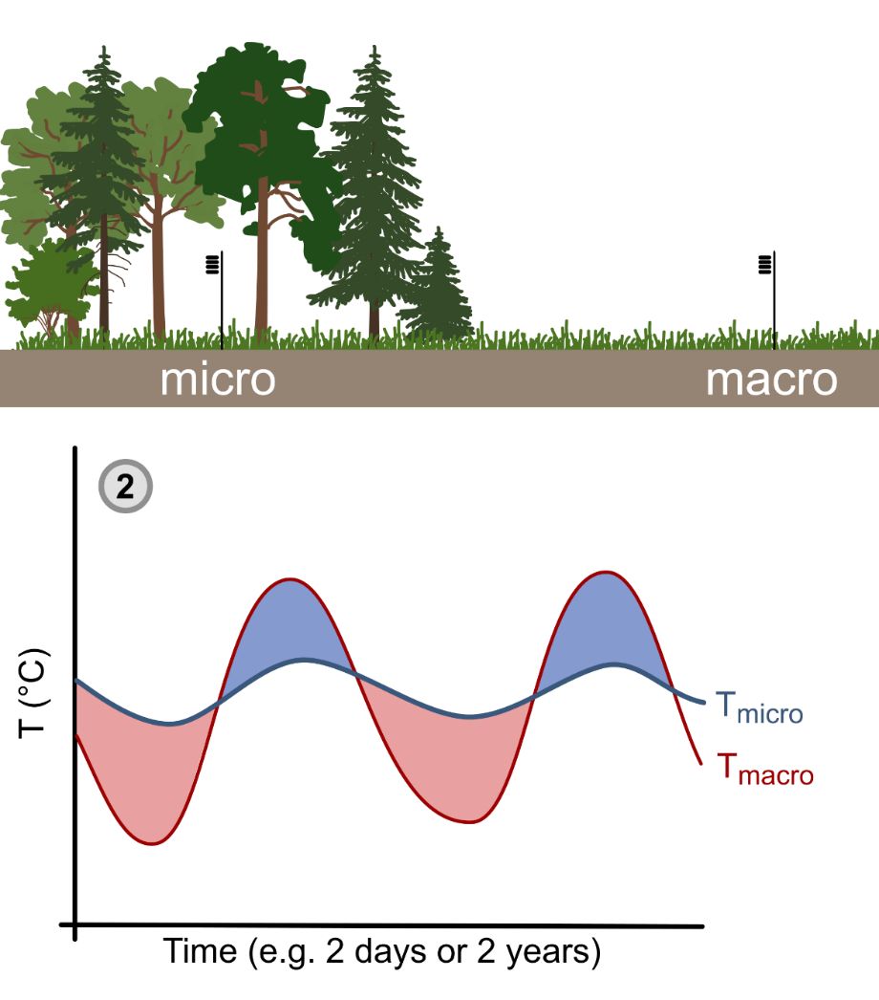 micro
macro
2
T (°C)
Tmicro
Tmacro
Time (e.g. 2 days or 2 years)